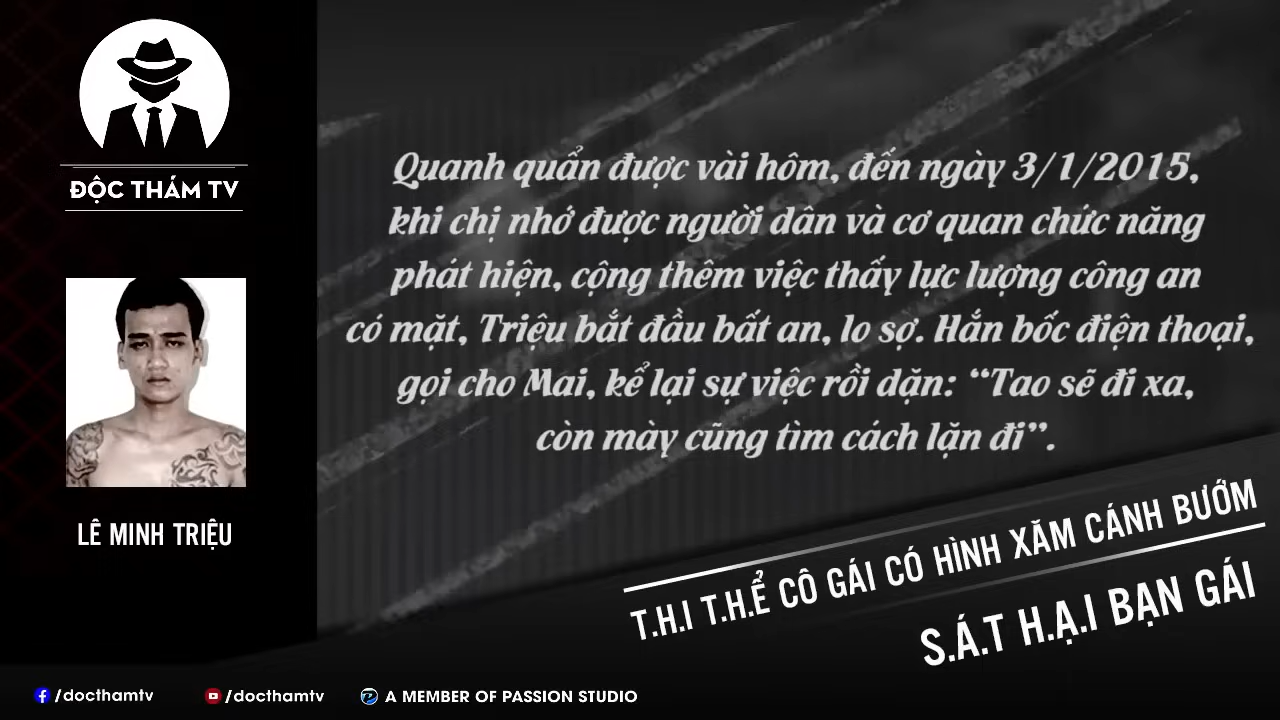 ĐỘC THÁM TV
LÊ MINH TRIỆU
Quanh quẩn được vài hôm, đến ngày 3/1/2015,
khi chị nhớ được người dân và cơ quan chức năng
phát hiện, cộng thêm việc thấy lực lượng công an
có mặt, Triệu bắt đầu bất an, lo sợ. Hắn bốc điện thoại,
gọi cho Mai, kể lại sự việc rồi dặn: “Tao sẽ đi xa,
còn mày cũng tìm cách lặn đi”.
T.H.I T.H.Ể CÔ GÁI CÓ HÌNH XĂM CÁNH BƯỚM
S.Á.T H.Ạ.I BẠN GÁI
/docthamtv
/docthamtv
A MEMBER OF PASSION STUDIO